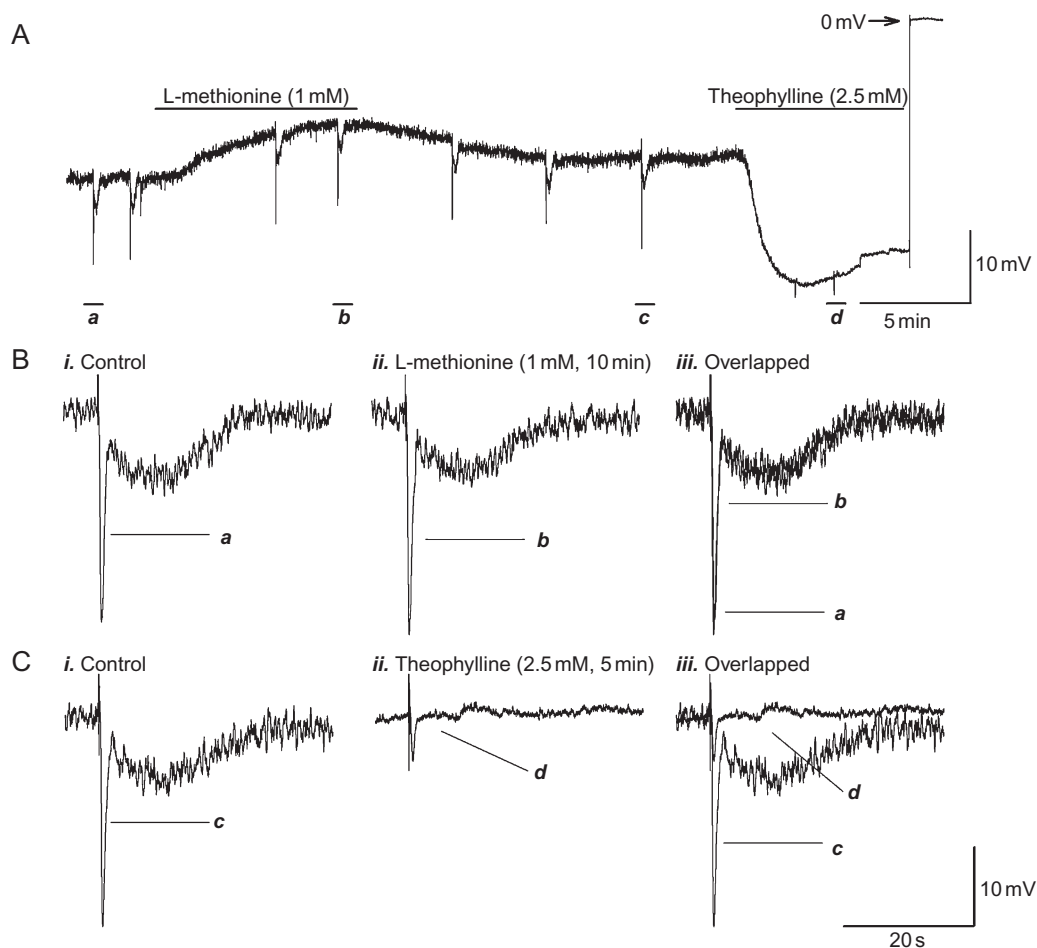 A
0 mV
L-methionine (1 mM)
Theophylline (2.5 mM)
10 mV
a
b
c
d
5 min
B
i. Control
ii. L-methionine (1 mM, 10 min)
iii. Overlapped
a
b
b
a
C
i. Control
ii. Theophylline (2.5 mM, 5 min)
iii. Overlapped
c
d
d
c
10 mV
20 s